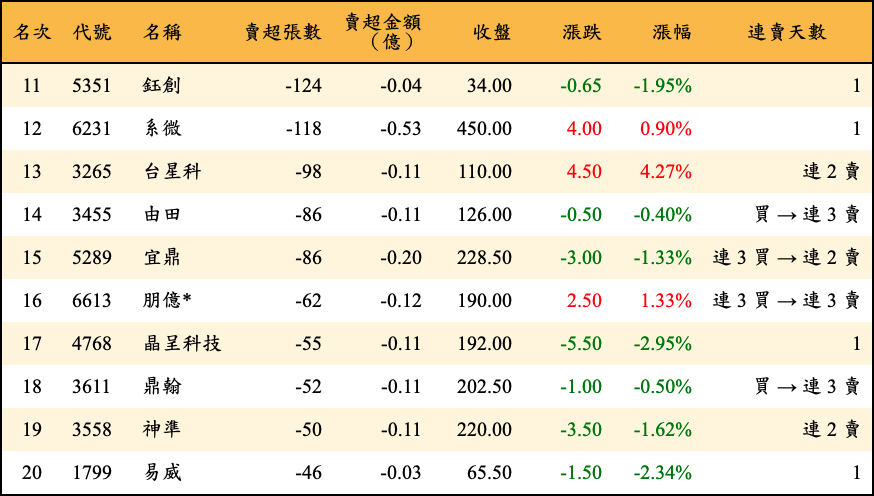 名次 代號 名稱 賣超張數 賣超金額（億） 收盤 漲跌 漲幅 連賣天數
11 5351 鈺創 -124 -0.04 34.00 -0.65 -1.95% 1
12 6231 系微 -118 -0.53 450.00 4.00 0.90% 1
13 3265 台星科 -98 -0.11 110.00 4.50 4.27% 連 2 賣
14 3455 由田 -86 -0.11 126.00 -0.50 -0.40% 買 → 連 3 賣
15 5289 宜鼎 -86 -0.20 228.50 -3.00 -1.33% 連 3 買 → 連 2 賣
16 6613 朋億* -62 -0.12 190.00 2.50 1.33% 連 3 買 → 連 3 賣
17 4768 晶呈科技 -55 -0.11 192.00 -5.50 -2.95% 1
18 3611 鼎翰 -52 -0.11 202.50 -1.00 -0.50% 買 → 連 3 賣
19 3558 神準 -50 -0.11 220.00 -3.50 -1.62% 連 2 賣
20 1799 易威 -46 -0.03 65.50 -1.50 -2.34% 1